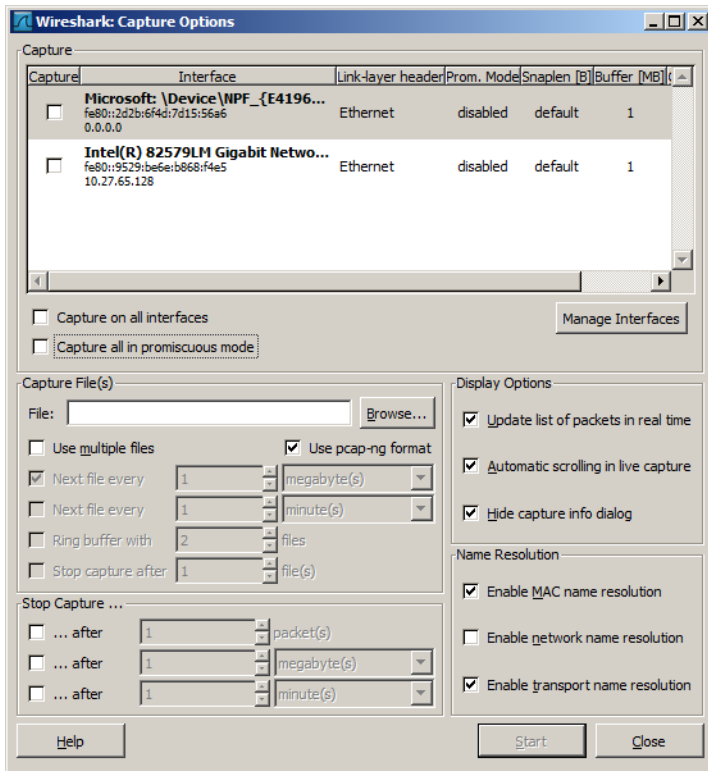 Wireshark: Capture Options
Capture
Capture Interface Link-layer header Prom. Mode Snaplen [B] Buffer [MB]
Microsoft: \Device\NPF_{E4196...
fe80::2d2b:6f4d:7d15:56a6
0.0.0.0
Ethernet disabled default 1
Intel(R) 82579LM Gigabit Netwo...
fe80::9529:be6e:b868:f4e5
10.27.65.128
Ethernet disabled default 1
Capture on all interfaces
Manage Interfaces
Capture all in promiscuous mode
Capture File(s)
File:
Browse...
Use multiple files
Use pcap-ng format
Next file every 1 megabyte(s)
Next file every 1 minute(s)
Ring buffer with 2 files
Stop capture after 1 file(s)
Stop Capture ...
... after 1 packet(s)
... after 1 megabyte(s)
... after 1 minute(s)
Display Options
Update list of packets in real time
Automatic scrolling in live capture
Hide capture info dialog
Name Resolution
Enable MAC name resolution
Enable network name resolution
Enable transport name resolution
Help
Start
Close